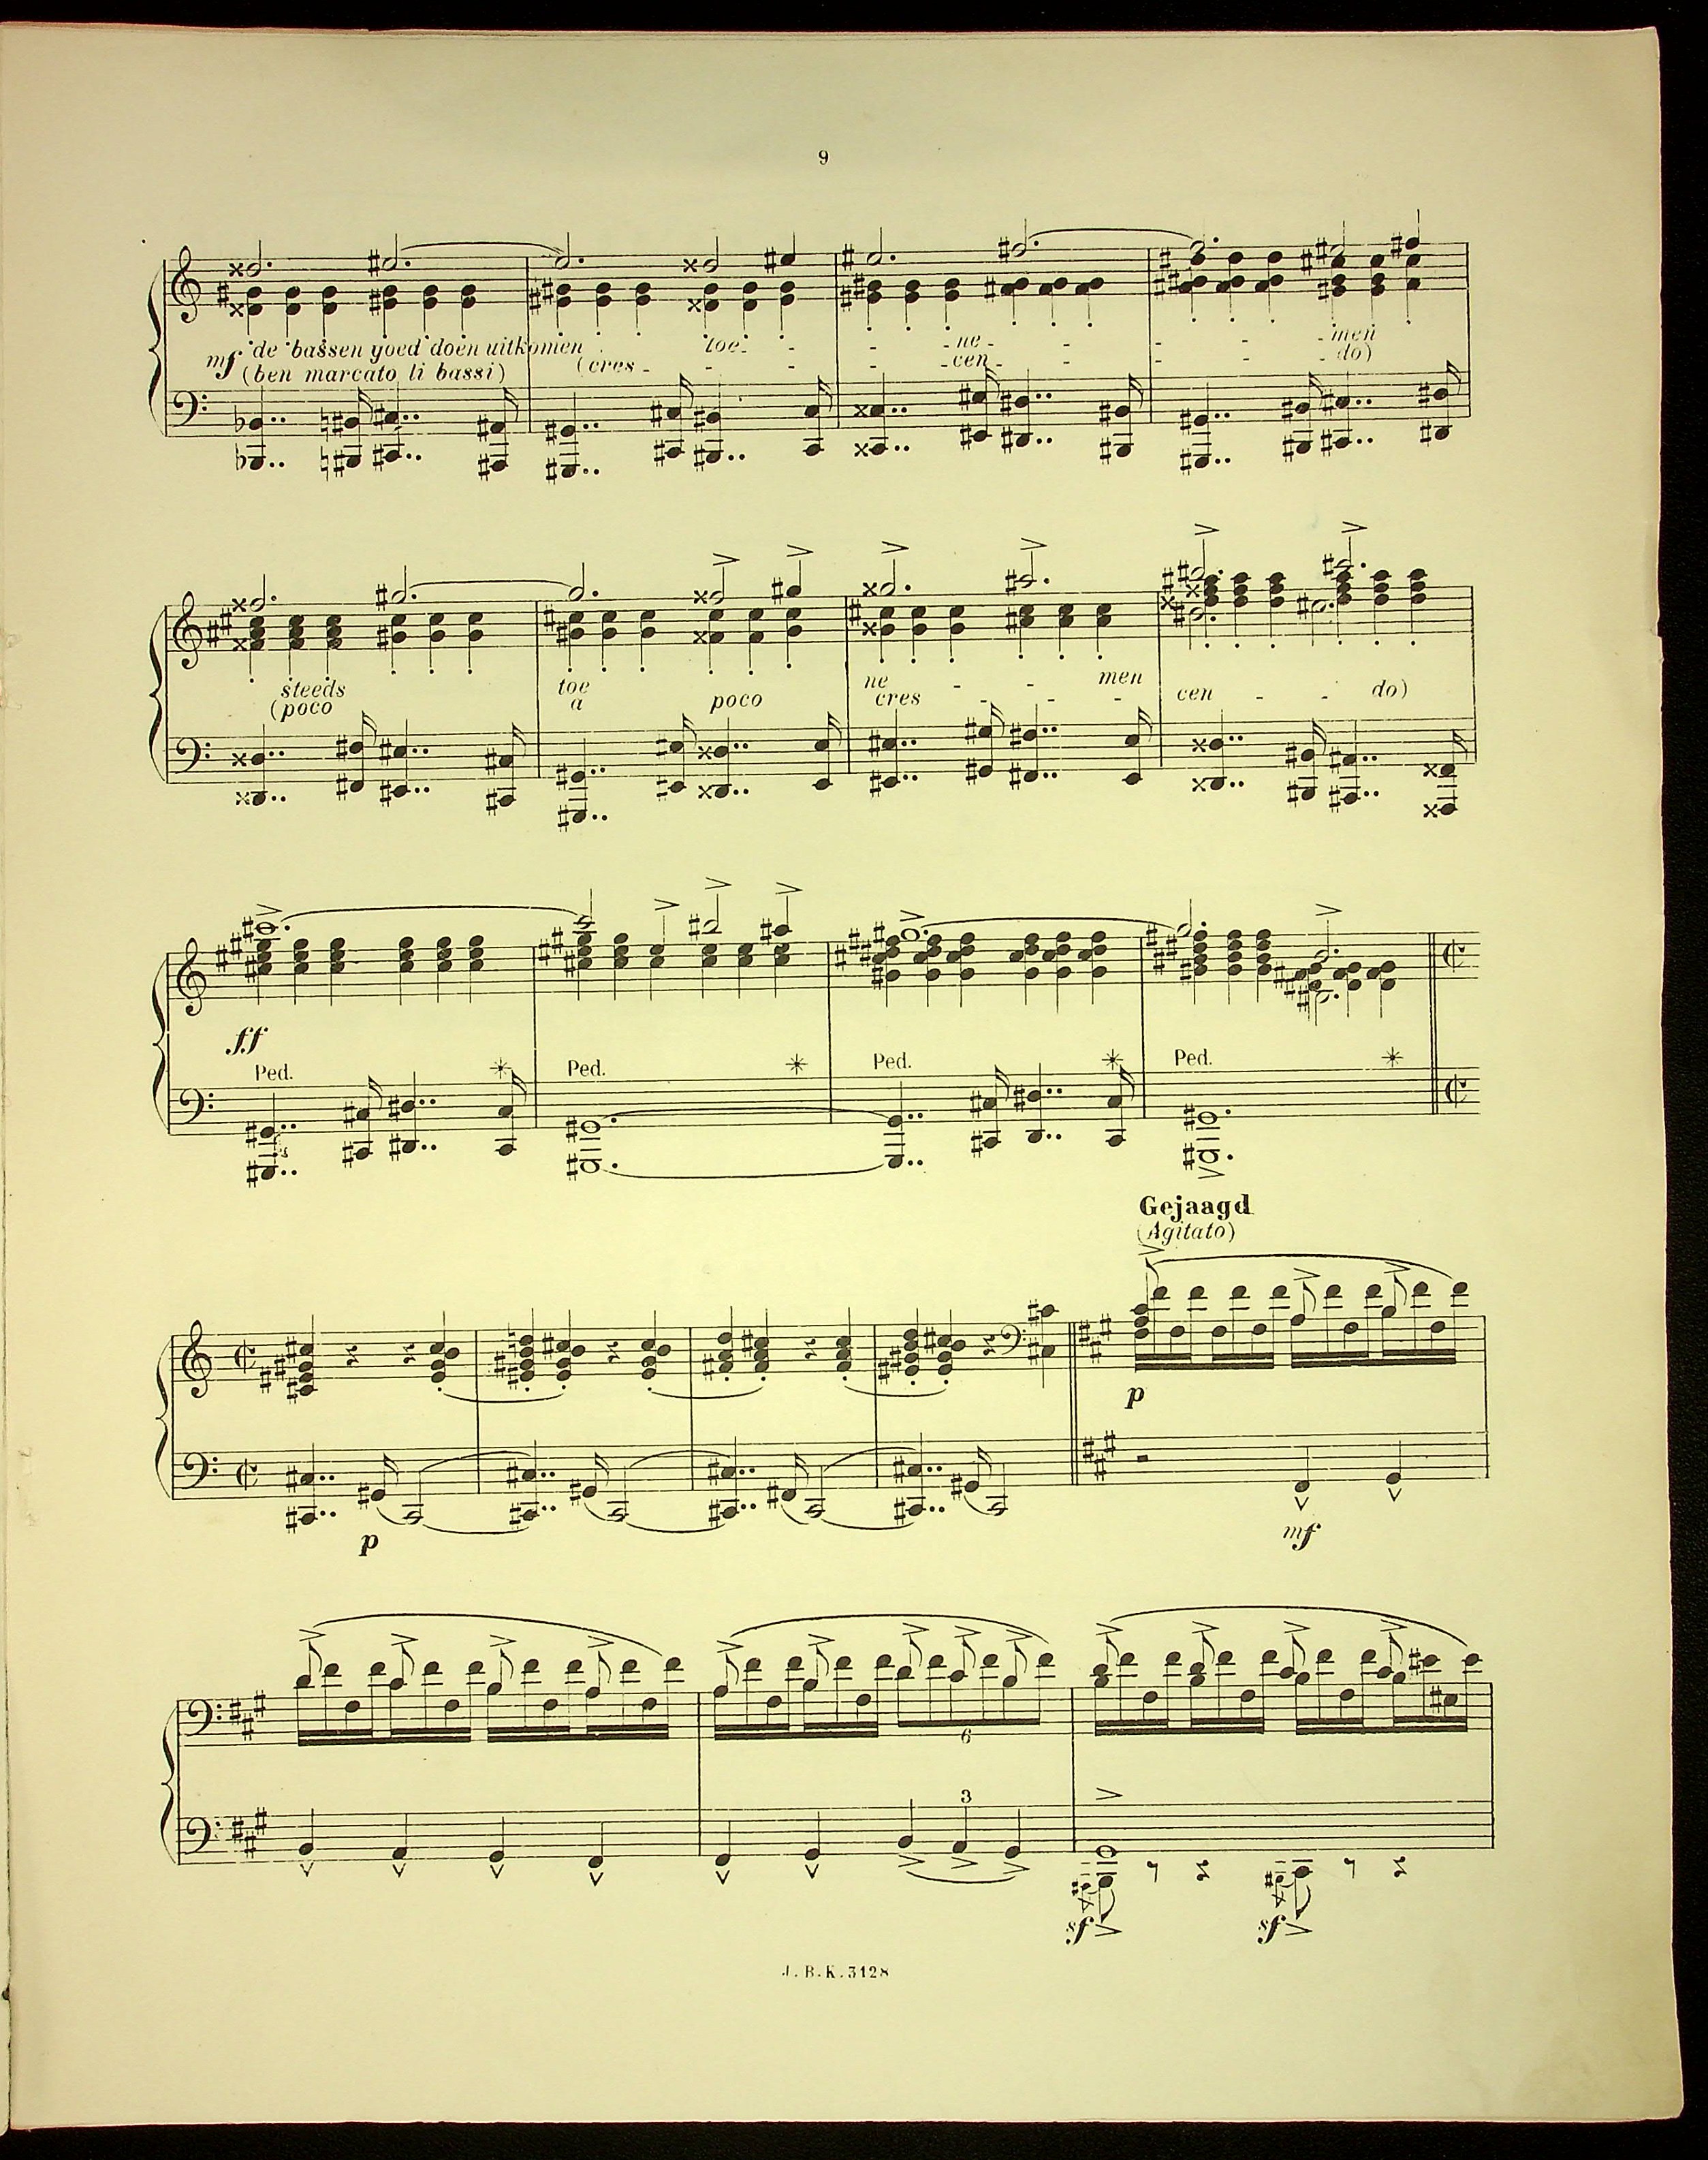 9
de bassen goed doen uitkomen toe - - - ne - - - - men
mf (ben marcato li bassi) (cres - - - - cen - - - - do)
steeds toe ne - - men
(poco a poco cres - - - cen - - do)
ff
Ped. Ped. Ped. Ped.
Gejaagd
(Agitato)
p
p mf
6
3
sf sf
J. B. K. 3128